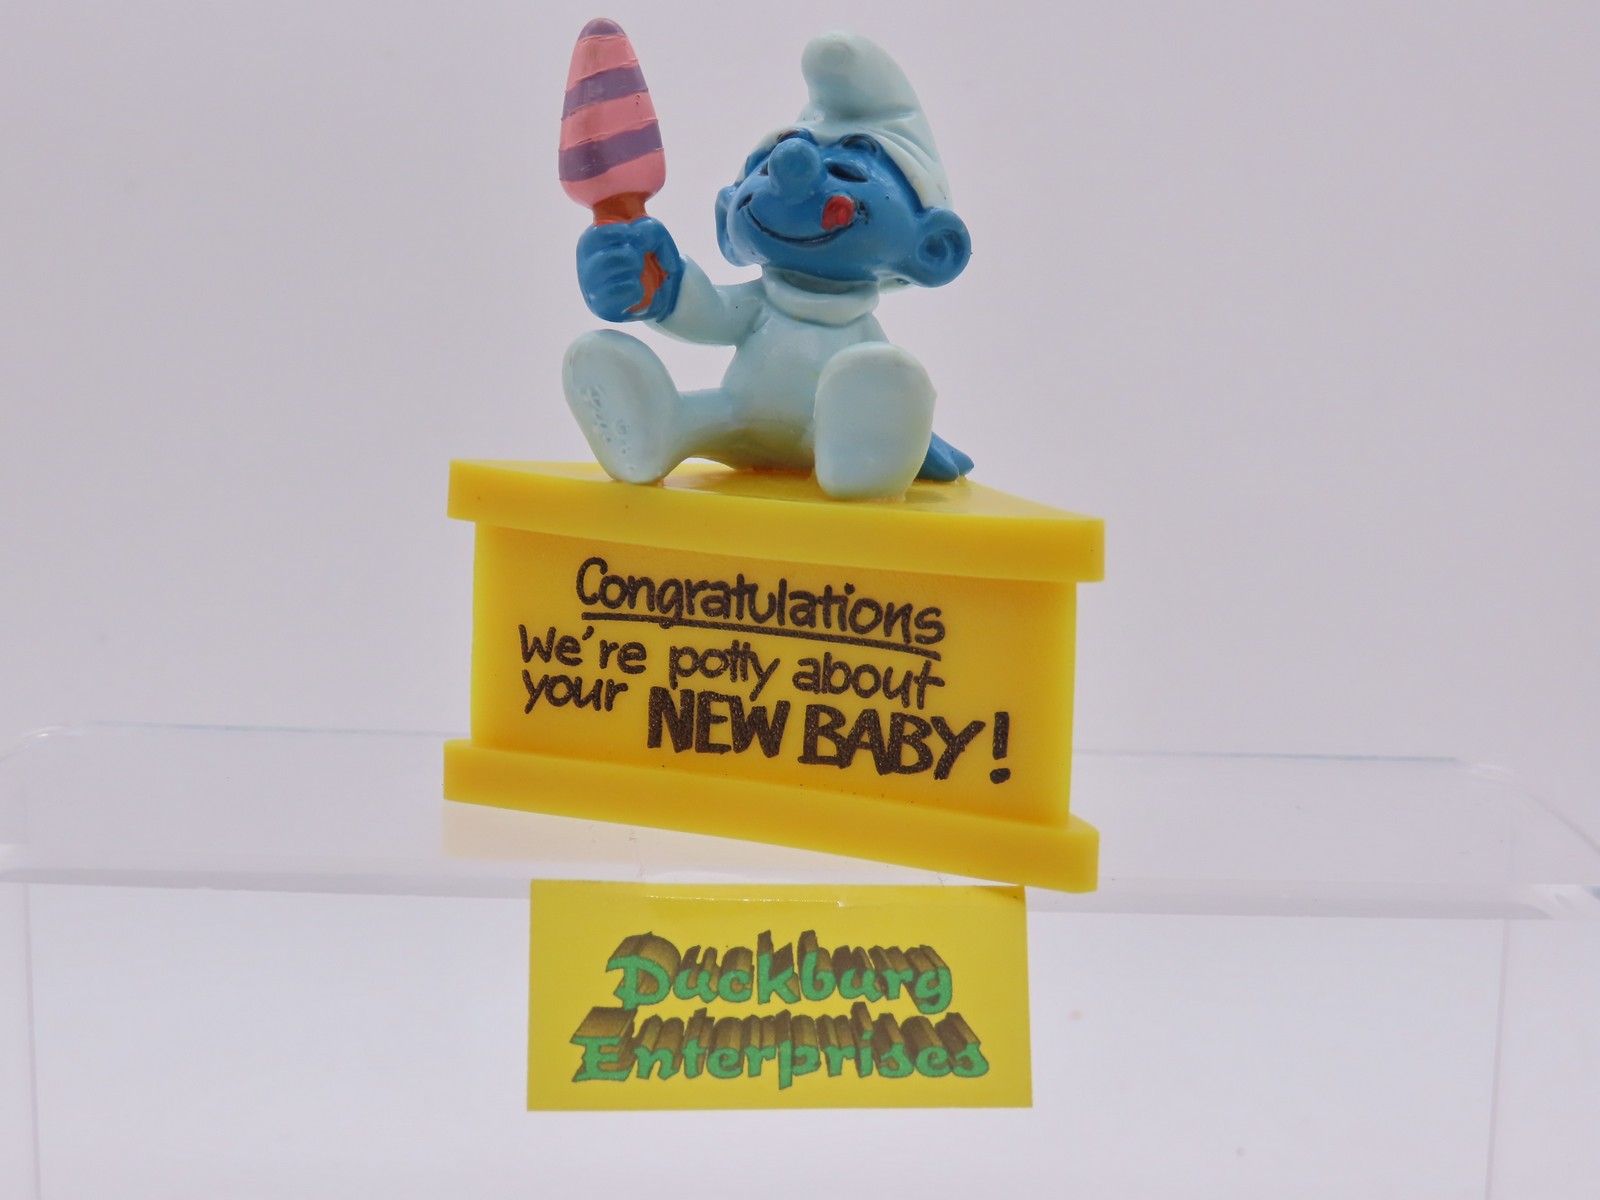 Congratulations
We're potty about
your NEW BABY!
Duckburg
Enterprises